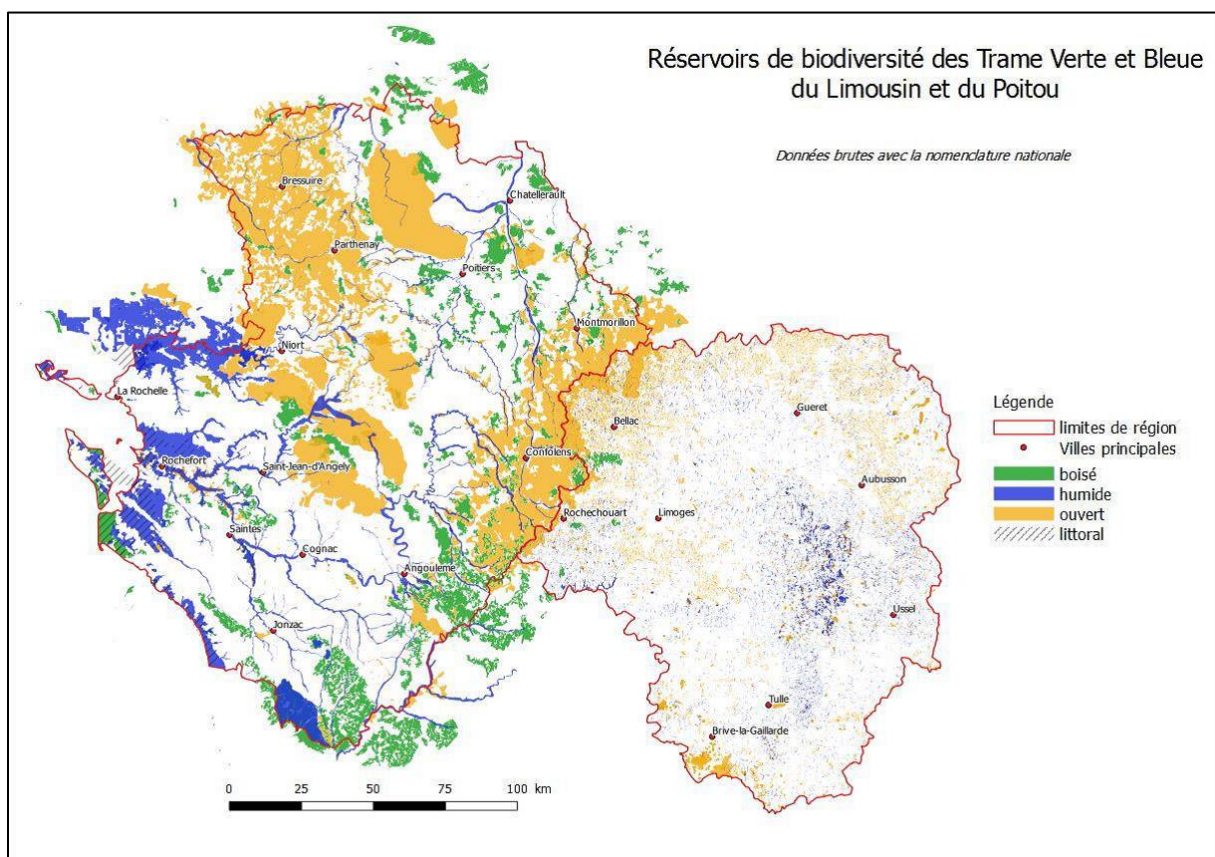 Réservoirs de biodiversité des Trame Verte et Bleue
du Limousin et du Poitou
Données brutes avec la nomenclature nationale
Bressuire
Chatellerault
Parthenay
Poitiers
Montmorillon
Niort
La Rochelle
Gueret
Bellac
Rochefort
Saint-Jean-d'Angely
Confolens
Aubusson
Rochechouart
Limoges
Saintes
Cognac
Angouleme
Ussel
Jonzac
Tulle
Brive-la-Gaillarde
Légende
limites de région
Villes principales
boisé
humide
ouvert
littoral
0 25 50 75 100 km